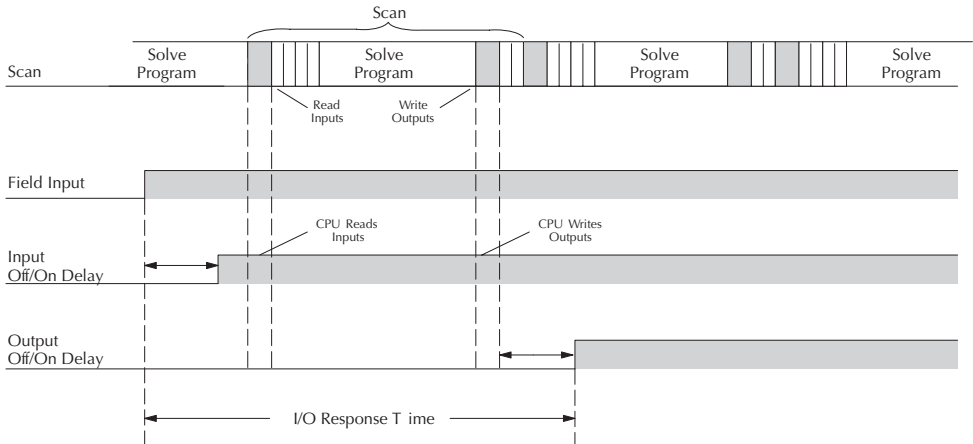 Scan
Solve
Program
Solve
Program
Solve
Program
Solve
Program
Scan
Read
Inputs
Write
Outputs
Field Input
CPU Reads
Inputs
CPU Writes
Outputs
Input
Off/On Delay
Output
Off/On Delay
I/O Response T ime